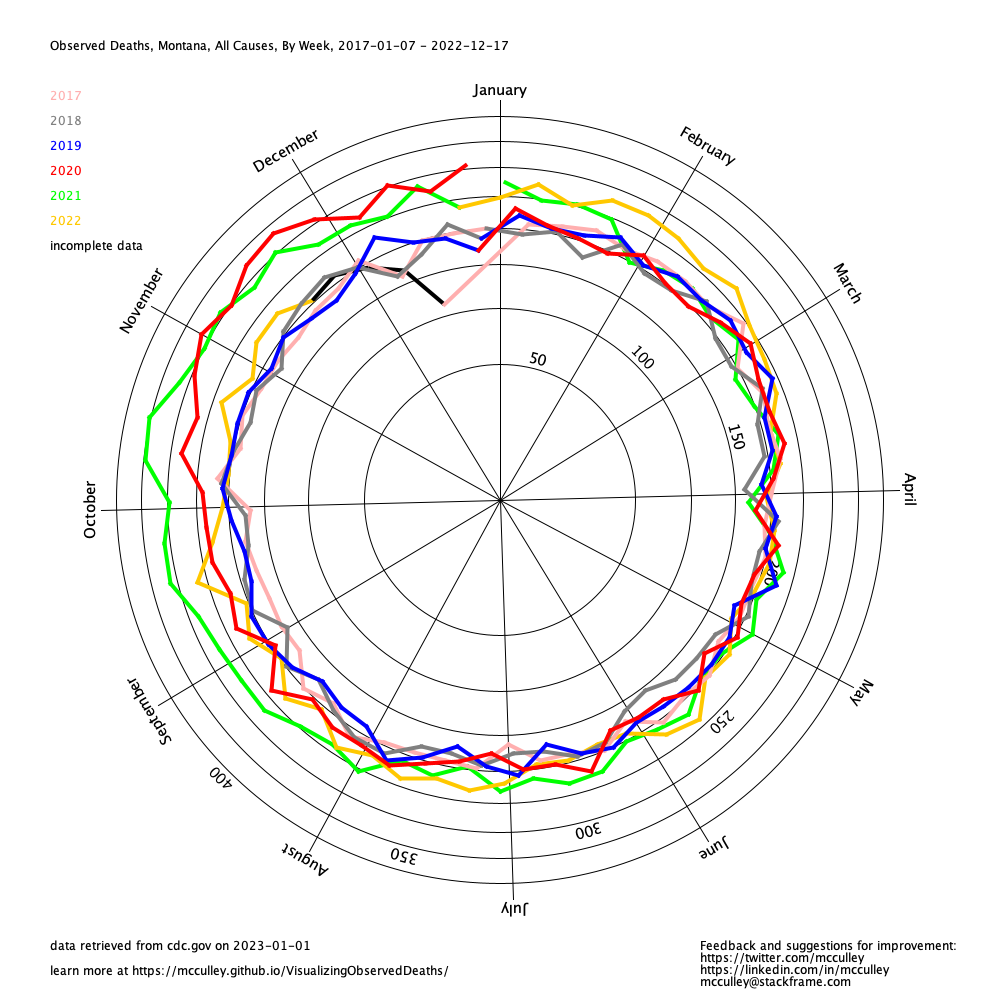 Observed Deaths, Montana, All Causes, By Week, 2017-01-07 - 2022-12-17
January
2017
2018
2019
2020
2021
2022
incomplete data
December
February
November
March
50
100
150
April
October
200
May
September
250
400
300
350
August
June
July
data retrieved from cdc.gov on 2023-01-01
learn more at https://mcculley.github.io/VisualizingObservedDeaths/
Feedback and suggestions for improvement:
https://twitter.com/mcculley
https://linkedin.com/in/mcculley
mcculley@stackframe.com